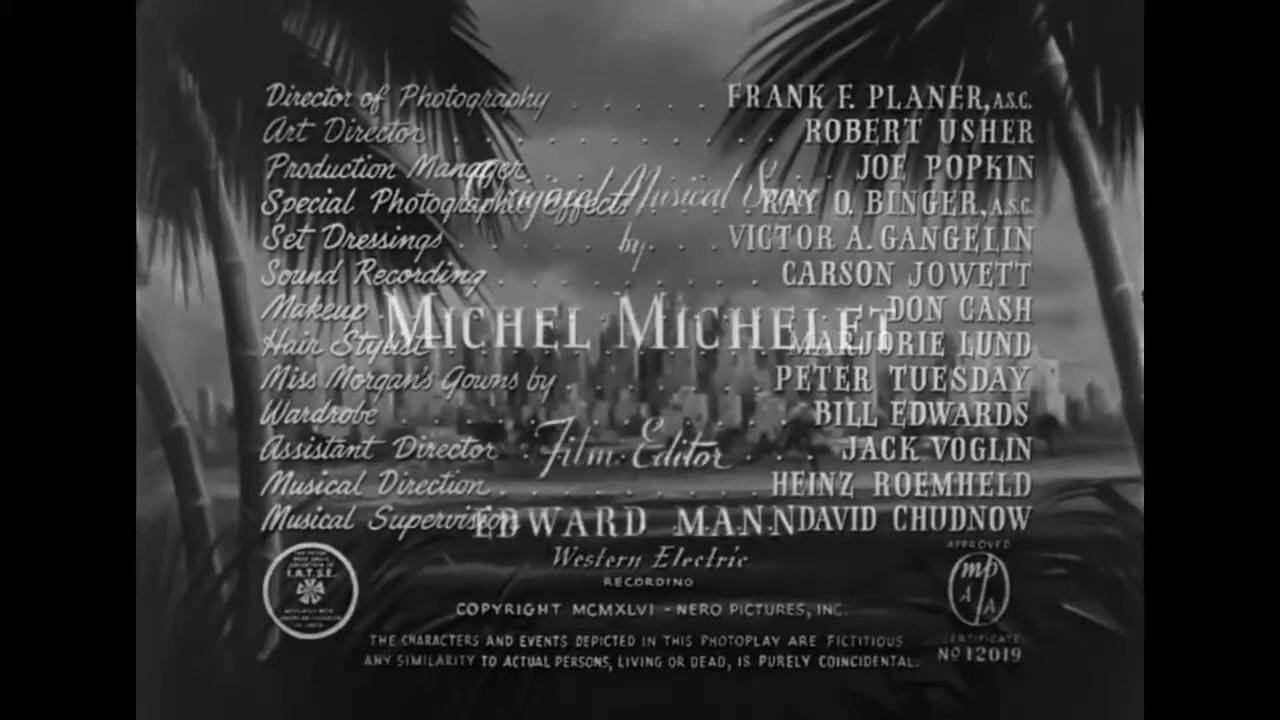 Director of Photography . . . . . FRANK F. PLANER, A.S.C.
Art Director . . . . . . . . . . . . ROBERT USHER
Production Manager . . . . . . . . . JOE POPKIN
Original Musical Score
Special Photographic Effects . . . . RAY O. BINGER, A.S.C.
by
Set Dressings . . . . . . . . . VICTOR A. GANGELIN
Sound Recording . . . . . . . . . . CARSON JOWETT
Makeup . . . . . . . . . . . . . . . DON CASH
MICHEL MICHELET
Hair Stylist . . . . . . . . . . . MARJORIE LUND
Miss Morgan's Gowns by . . . . . . . PETER TUESDAY
Wardrobe . . . . . . . . . . . . . BILL EDWARDS
Assistant Director . . . . . . . . . JACK VOGLIN
Film Editor
Musical Direction . . . . . . . . . HEINZ ROEMHELD
Musical Supervision DAVID CHUDNOW
EDWARD MANN
Western Electric
RECORDING
APPROVED
MPAA
CERTIFICATE
No 12019
I.A.T.S.E.
COPYRIGHT MCMXLVI - NERO PICTURES, INC.
THE CHARACTERS AND EVENTS DEPICTED IN THIS PHOTOPLAY ARE FICTITIOUS
ANY SIMILARITY TO ACTUAL PERSONS, LIVING OR DEAD, IS PURELY COINCIDENTAL.